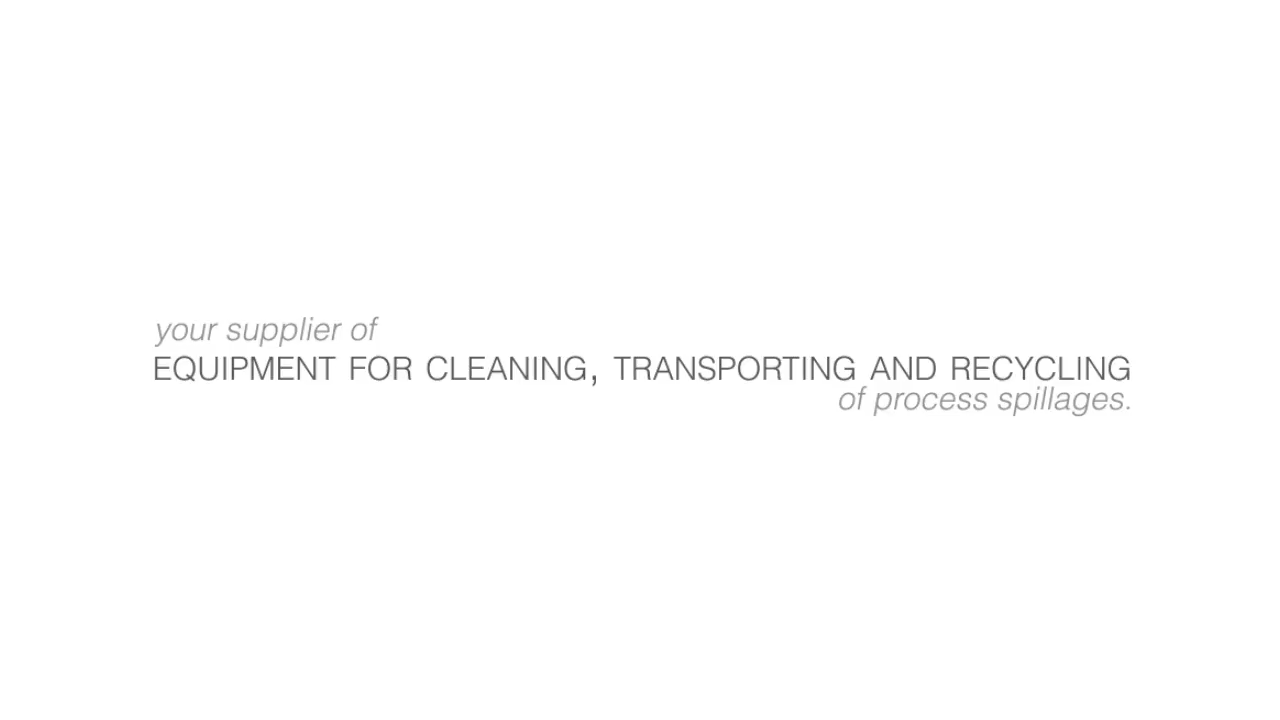 your supplier of
EQUIPMENT FOR CLEANING, TRANSPORTING AND RECYCLING
of process spillages.